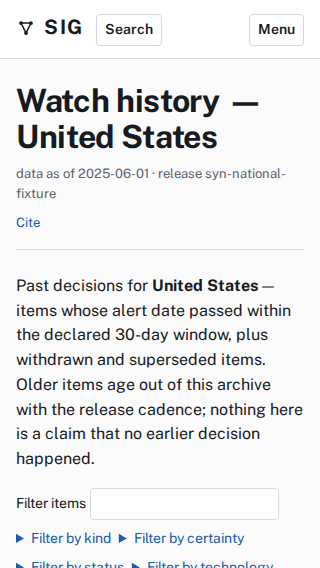 SIG
Search
Menu
Watch history —
United States
data as of 2025-06-01 · release syn-national-
fixture
Cite
Past decisions for United States —
items whose alert date passed within
the declared 30-day window, plus
withdrawn and superseded items.
Older items age out of this archive
with the release cadence; nothing here
is a claim that no earlier decision
happened.
Filter items
Filter by kind
Filter by certainty
Filter by status
Filter by technology